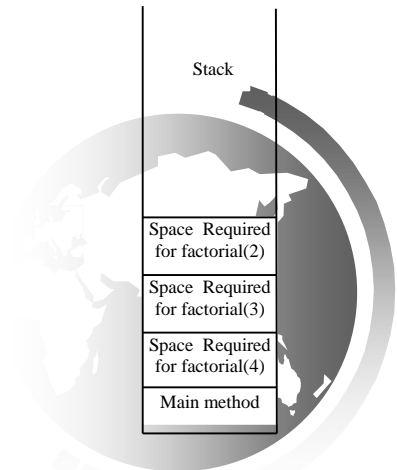 Stack
Space Required
for factorial(2)
Space Required
for factorial(3)
Space Required
for factorial(4)
Main method